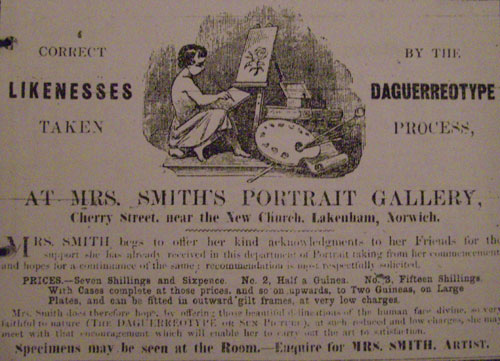 CORRECT BY THE
LIKENESSES DAGUERREOTYPE
TAKEN PROCESS,
AT MRS. SMITH'S PORTRAIT GALLERY,
Cherry Street, near the New Church, Lakenham, Norwich.
MRS. SMITH begs to offer her kind acknowledgments to her Friends for the
support she has already received in this department of Portrait taking from her commencement
and hopes for a continuance of the same; recommendation is most respectfully solicited.
PRICES.—Seven Shillings and Sixpence. No. 2, Half a Guinea. No. 3, Fifteen Shillings.
With Cases complete at those prices, and so on upwards, to Two Guineas, on Large
Plates, and can be fitted in outward gilt frames, at very low charges.
Mrs. Smith does therefore hope, by offering those beautiful delineations of the human face divine, so very
faithful to nature (THE DAGUERREOTYPE OR SUN PICTURE), at such reduced and low charges, she may
meet with that encouragement which will enable her to carry out the art to satisfaction.
Specimens may be seen at the Room.—Enquire for MRS. SMITH, ARTIST.